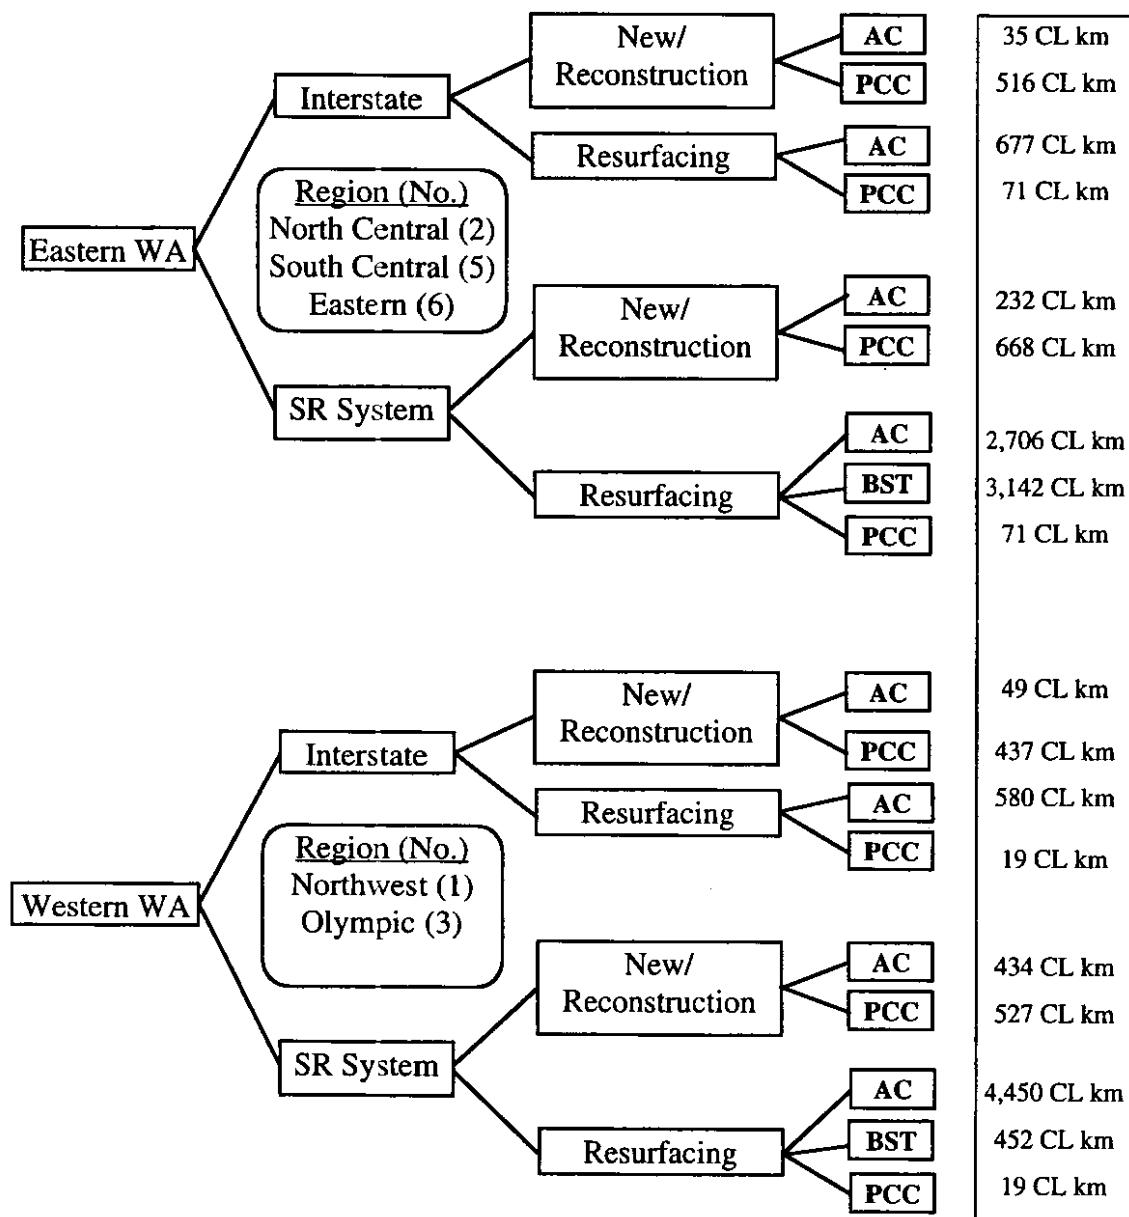 New/
Reconstruction
AC
35 CL km
PCC
516 CL km
Interstate
Resurfacing
AC
677 CL km
PCC
71 CL km
Region (No.)
North Central (2)
South Central (5)
Eastern (6)
Eastern WA
New/
Reconstruction
AC
232 CL km
PCC
668 CL km
SR System
AC
2,706 CL km
Resurfacing
BST
3,142 CL km
PCC
71 CL km
New/
Reconstruction
AC
49 CL km
PCC
437 CL km
Interstate
Resurfacing
AC
580 CL km
PCC
19 CL km
Region (No.)
Northwest (1)
Olympic (3)
Western WA
New/
Reconstruction
AC
434 CL km
PCC
527 CL km
SR System
AC
4,450 CL km
Resurfacing
BST
452 CL km
PCC
19 CL km